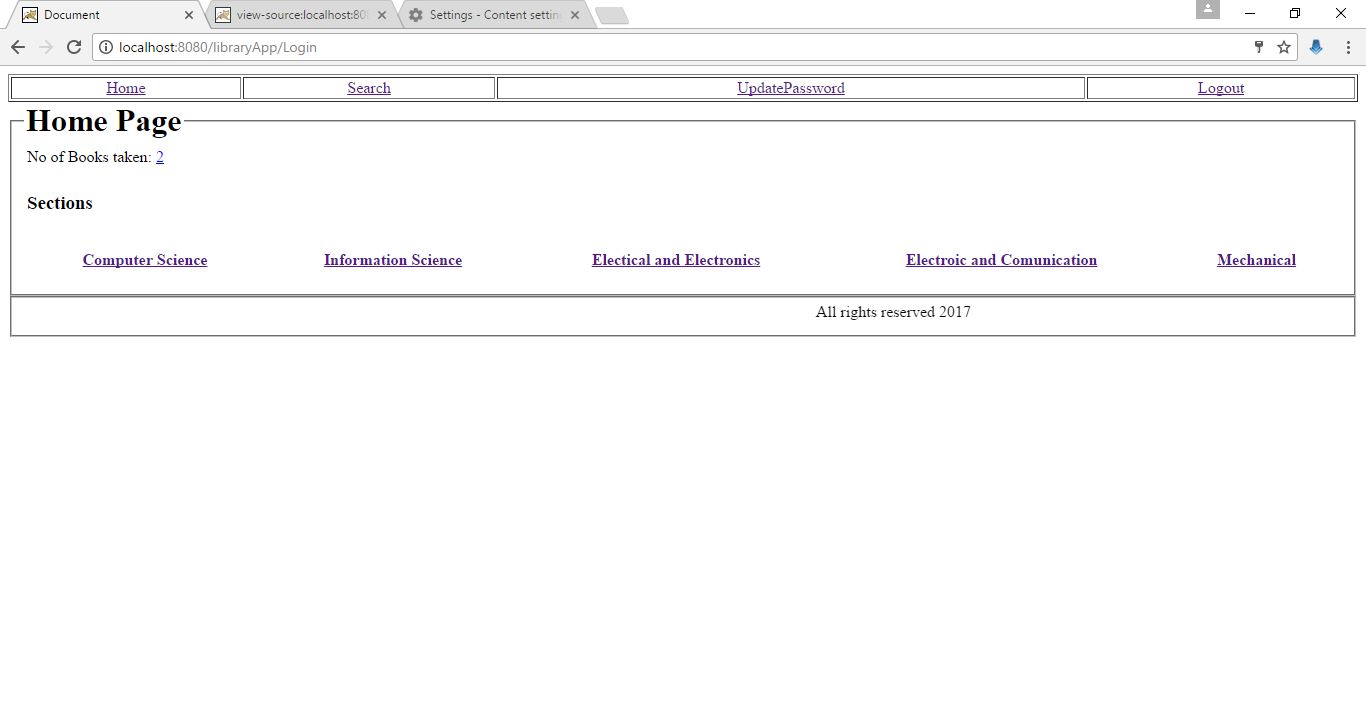 Document view-source:localhost:80 Settings - Content settin
localhost:8080/libraryApp/Login
Home Search UpdatePassword Logout
Home Page
No of Books taken: 2
Sections
Computer Science Information Science Electical and Electronics Electroic and Comunication Mechanical
All rights reserved 2017